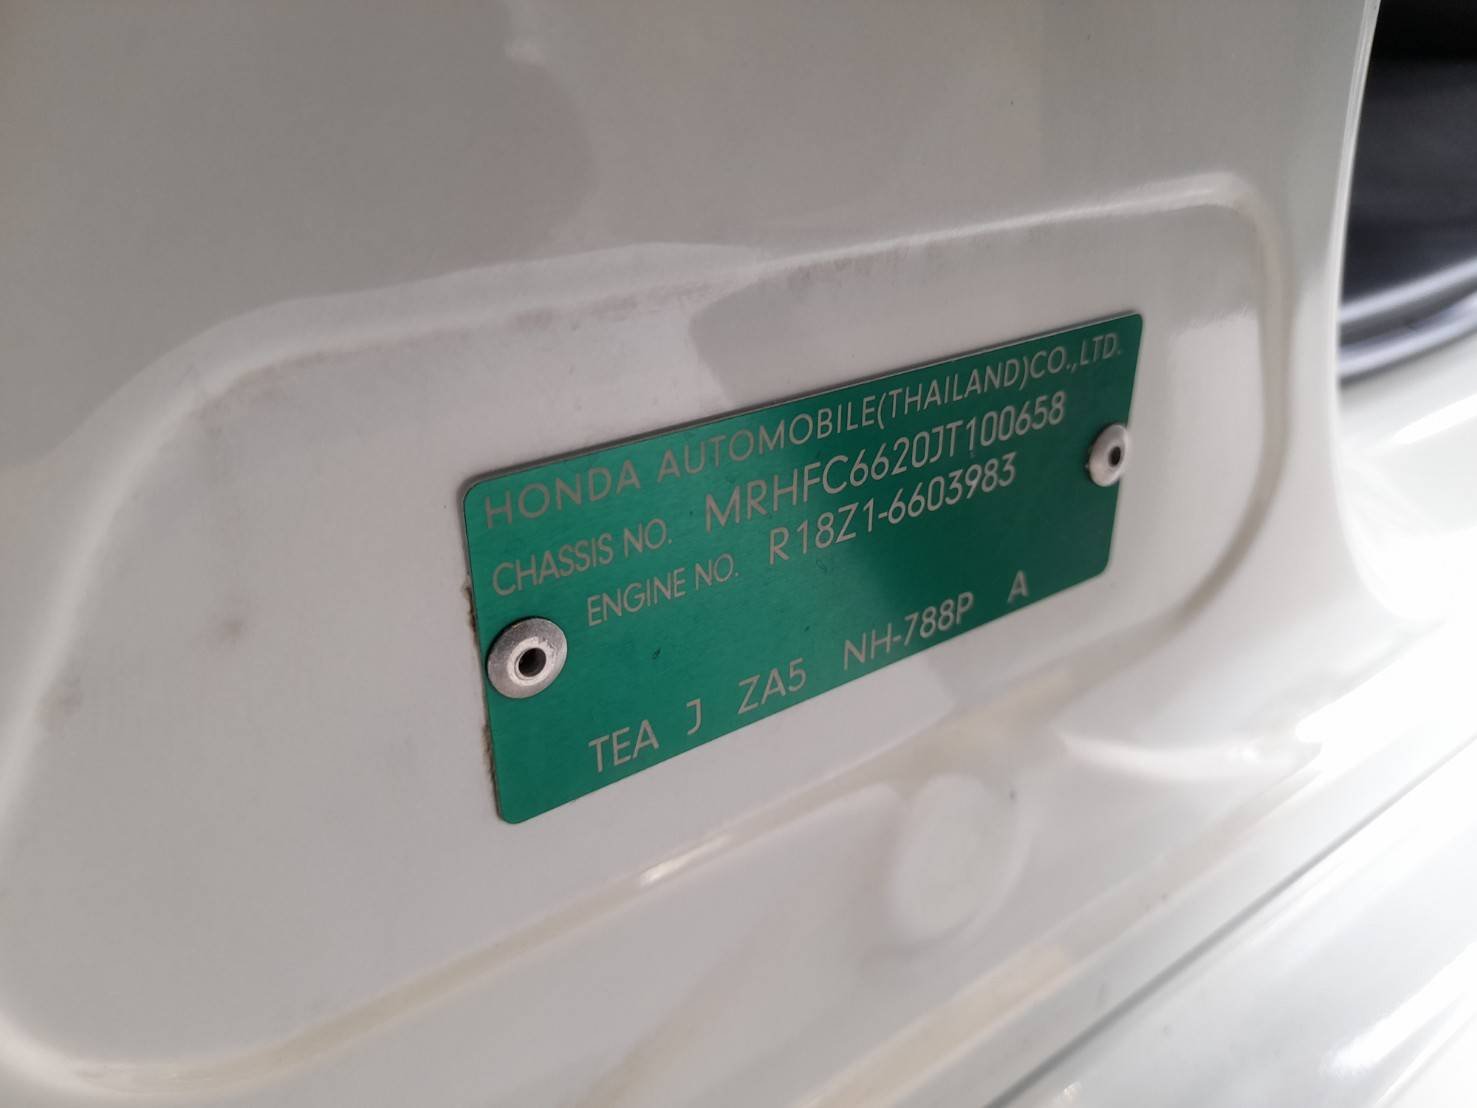 HONDA AUTOMOBILE(THAILAND)CO.,LTD.
CHASSIS NO. MRHFC6620JT100658
ENGINE NO. R18Z1-6603983
TEA J ZA5 NH-788P A